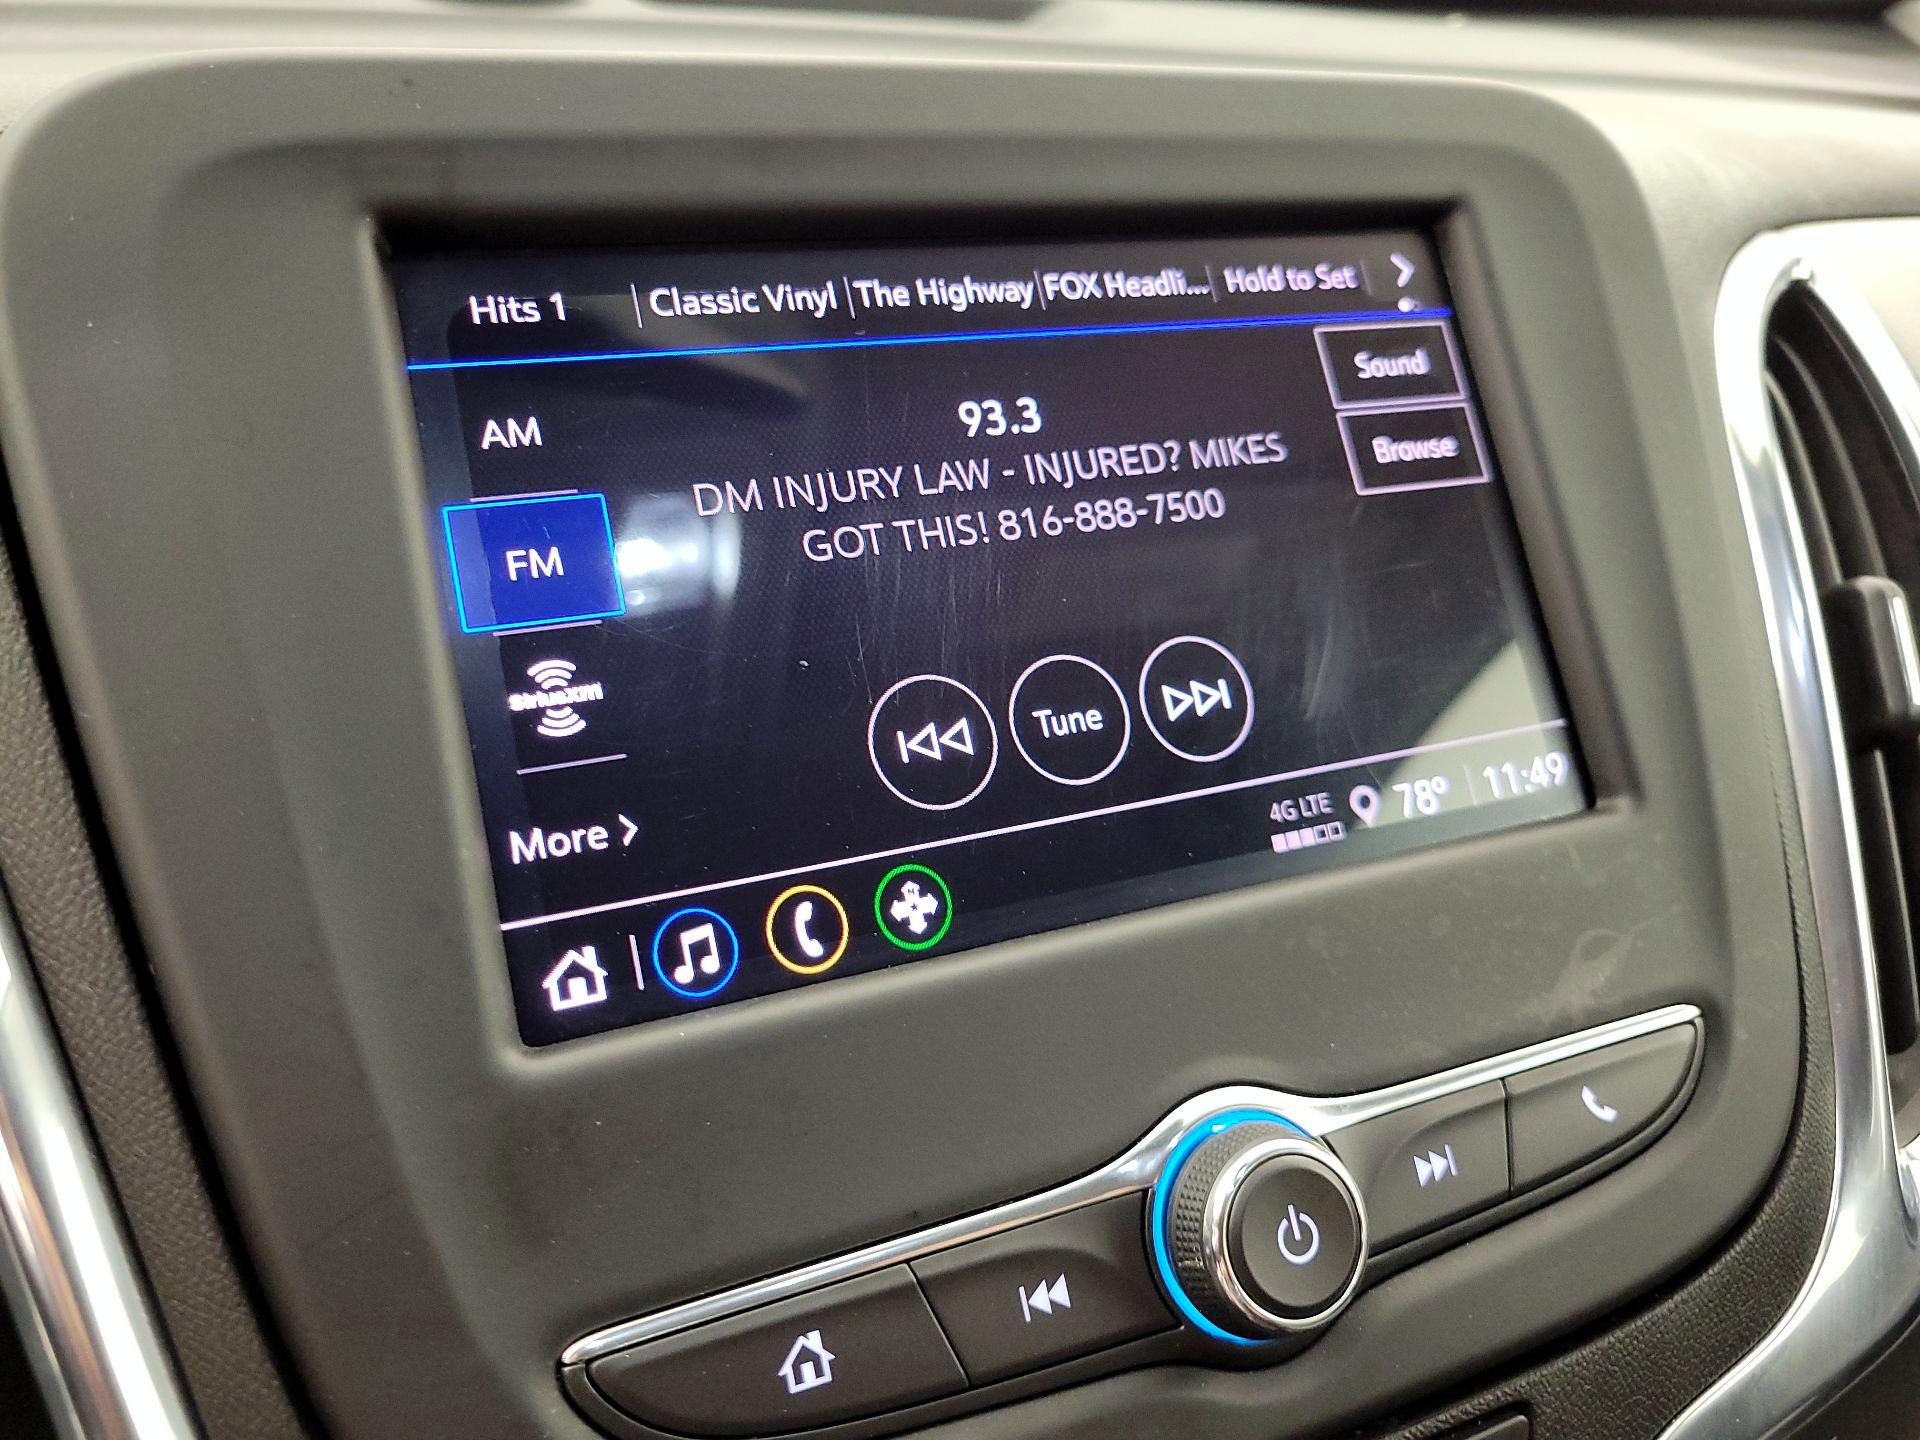 Hits 1
Classic Vinyl
The Highway
FOX Headli...
Hold to Set
Sound
AM
93.3
Browse
DM INJURY LAW - INJURED? MIKES
GOT THIS! 816-888-7500
FM
SiriusXM
Tune
More
4G LTE
78°
11:49
N